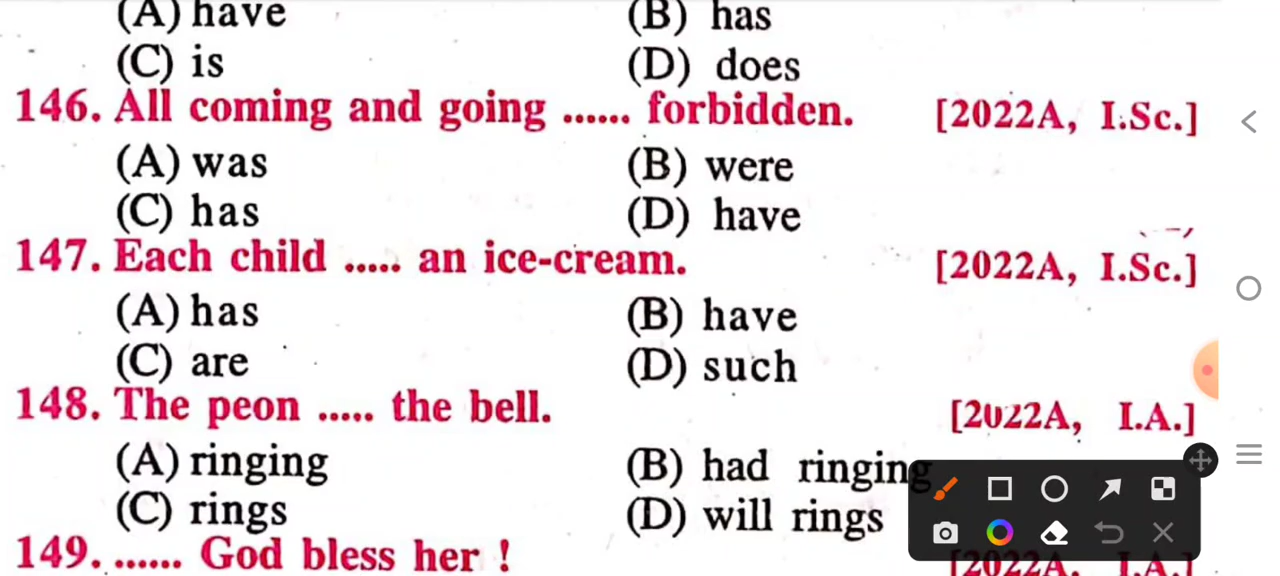 (A) have (B) has
(C) is (D) does
146. All coming and going ...... forbidden. [2022A, I.Sc.]
(A) was (B) were
(C) has (D) have
147. Each child ..... an ice-cream. [2022A, I.Sc.]
(A) has (B) have
(C) are (D) such
148. The peon ..... the bell. [2022A, I.A.]
(A) ringing (B) had ringing
(C) rings (D) will rings
149. ...... God bless her ! [2022A, I.A.]